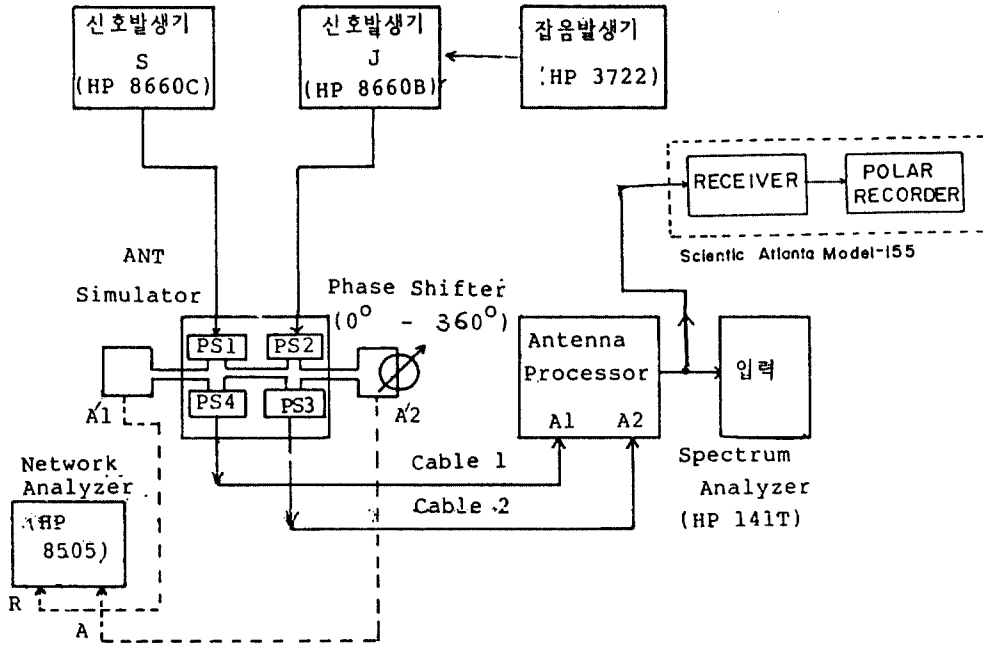 신호발생기
S
(HP 8660C)
신호발생기
J
(HP 8660B)
잡음발생기
(HP 3722)
RECEIVER
POLAR
RECORDER
Scientic Atlanta Model-155
ANT
Simulator
Phase Shifter
(0° - 360°)
PS1
PS2
PS4
PS3
A'1
A'2
Antenna
Processor
A1 A2
입력
Spectrum
Analyzer
(HP 141T)
Cable 1
Cable 2
Network
Analyzer
(HP
8505)
R
A